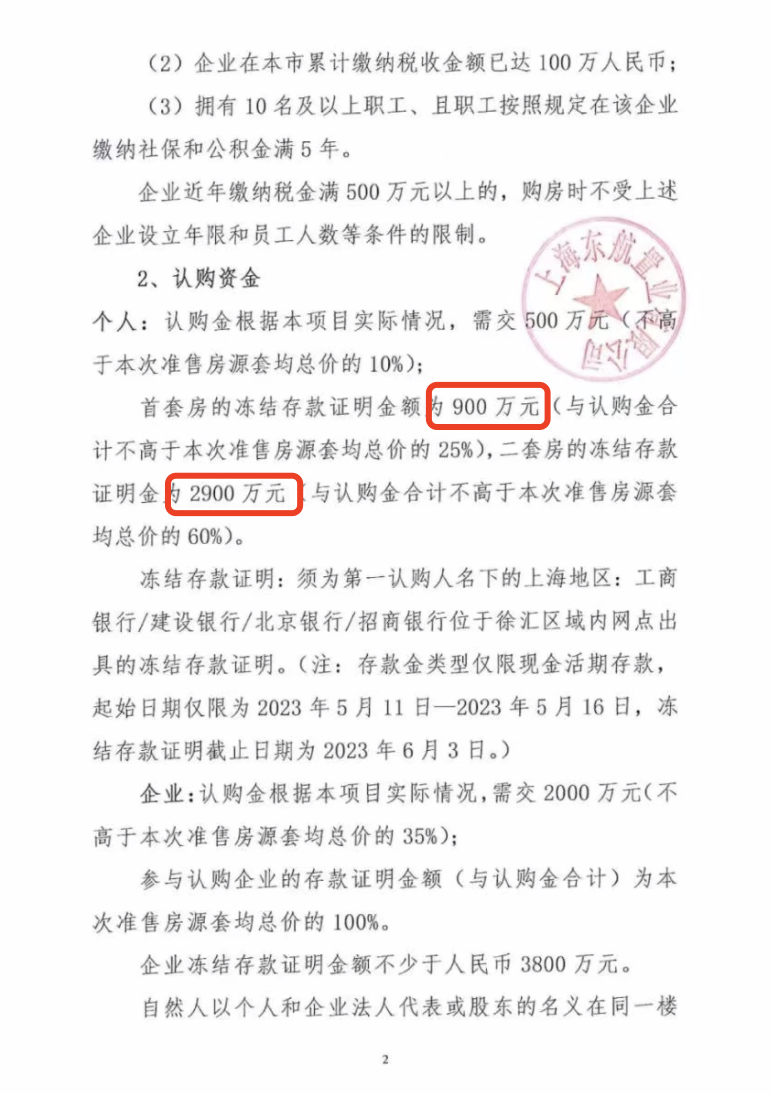 （2）企业在本市累计缴纳税收金额已达 100 万人民币；
（3）拥有 10 名及以上职工、且职工按照规定在该企业
缴纳社保和公积金满 5 年。
企业近年缴纳税金满 500 万元以上的，购房时不受上述
企业设立年限和员工人数等条件的限制。
上海东航置业有限公司
2、认购资金
个人：认购金根据本项目实际情况，需交 500 万元（不高
于本次准售房源套均总价的 10%）；
首套房的冻结存款证明金额为 900 万元（与认购金合
计不高于本次准售房源套均总价的 25%），二套房的冻结存款
证明金为 2900 万元（与认购金合计不高于本次准售房源套
均总价的 60%）。
冻结存款证明：须为第一认购人名下的上海地区：工商
银行/建设银行/北京银行/招商银行位于徐汇区域内网点出
具的冻结存款证明。（注：存款金类型仅限现金活期存款，
起始日期仅限为 2023 年 5 月 11 日—2023 年 5 月 16 日，冻
结存款证明截止日期为 2023 年 6 月 3 日。）
企业：认购金根据本项目实际情况，需交 2000 万元（不
高于本次准售房源套均总价的 35%）；
参与认购企业的存款证明金额（与认购金合计）为本
次准售房源套均总价的 100%。
企业冻结存款证明金额不少于人民币 3800 万元。
自然人以个人和企业法人代表或股东的名义在同一楼
2